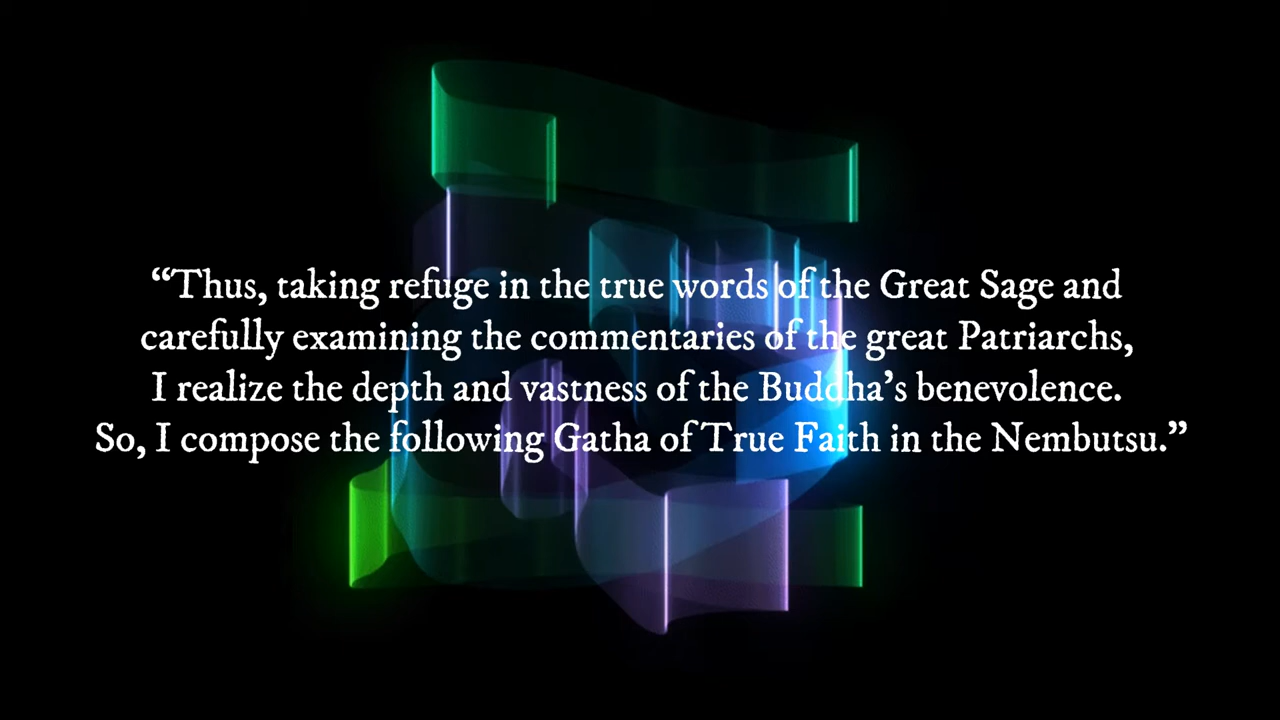 “Thus, taking refuge in the true words of the Great Sage and
carefully examining the commentaries of the great Patriarchs,
I realize the depth and vastness of the Buddha’s benevolence.
So, I compose the following Gatha of True Faith in the Nembutsu.”